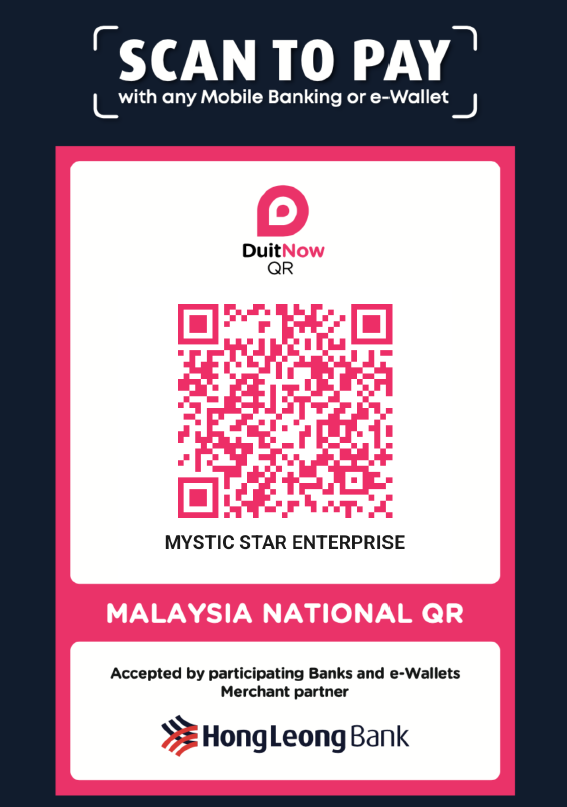 SCAN TO PAY
with any Mobile Banking or e-Wallet
DuitNow
QR
MYSTIC STAR ENTERPRISE
MALAYSIA NATIONAL QR
Accepted by participating Banks and e-Wallets
Merchant partner
HongLeong Bank